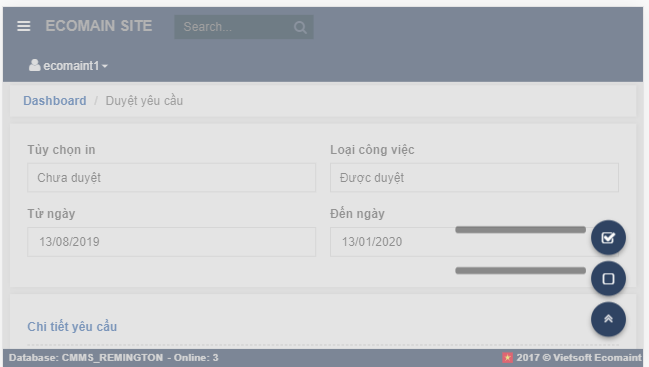 ECOMAIN SITE Search...
ecomaint1
Dashboard / Duyệt yêu cầu
Tùy chọn in Loại công việc
Chưa duyệt Được duyệt
Từ ngày Đến ngày
13/08/2019 13/01/2020
Chi tiết yêu cầu
Database: CMMS_REMINGTON - Online: 3 2017 © Vietsoft Ecomaint